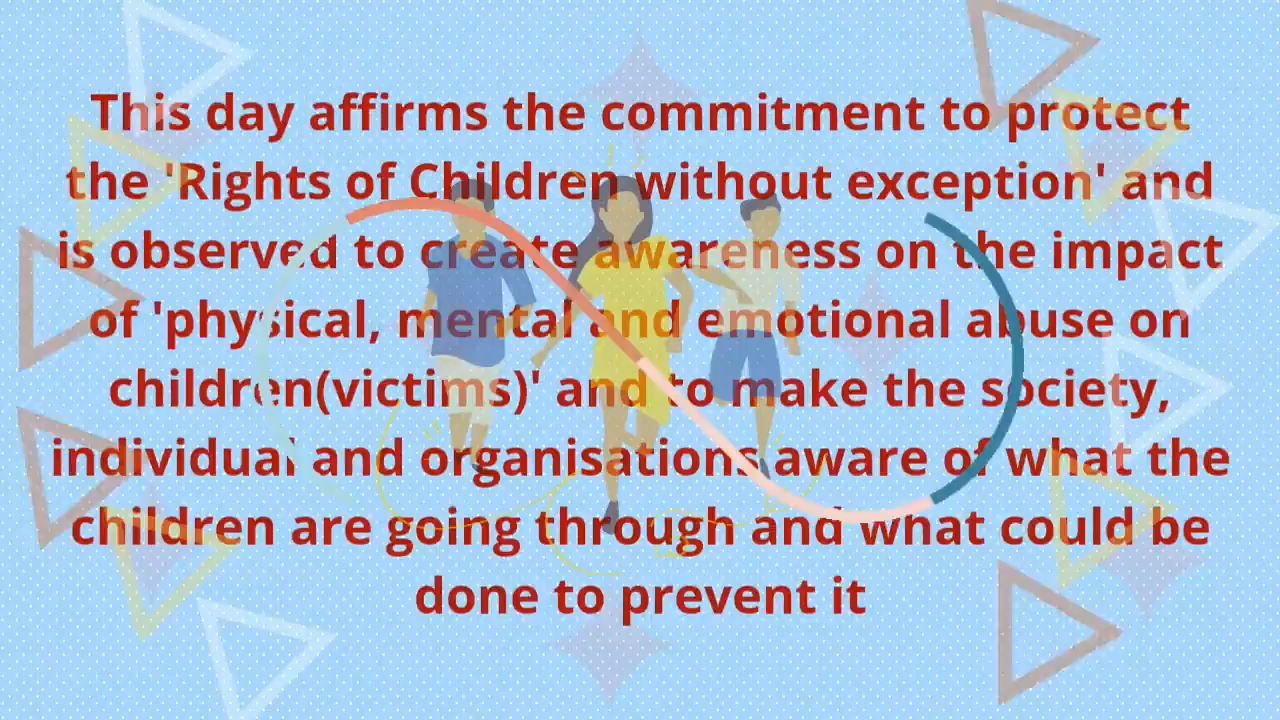 This day affirms the commitment to protect
the 'Rights of Children without exception' and
is observed to create awareness on the impact
of 'physical, mental and emotional abuse on
children(victims)' and to make the society,
individual and organisations aware of what the
children are going through and what could be
done to prevent it